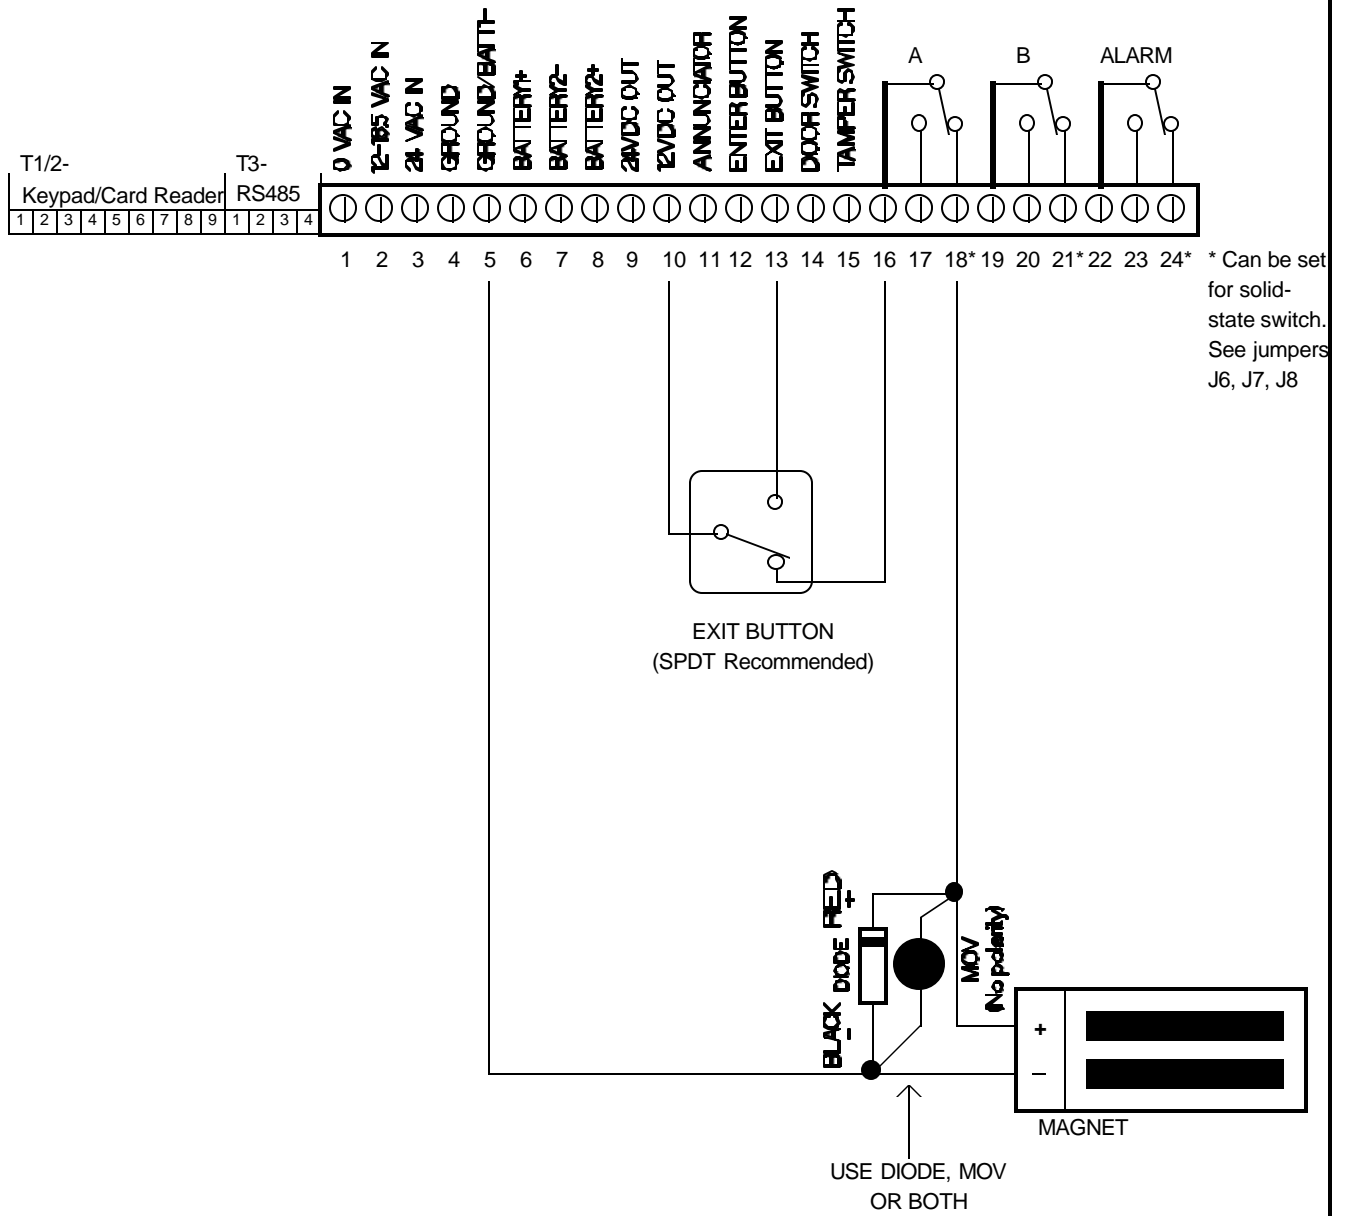 0 VAC IN
12-18.5 VAC IN
24 VAC IN
GROUND
GROUND/BATT1-
BATTERY1+
BATTERY2-
BATTERY2+
24VDC OUT
12VDC OUT
ANNUNCIATOR
ENTER BUTTON
EXIT BUTTON
DOOR SWITCH
TAMPER SWITCH
A
B
ALARM
T1/2-
Keypad/Card Reader
T3-
RS485
1 2 3 4 5 6 7 8 9 1 2 3 4
1 2 3 4 5 6 7 8 9 10 11 12 13 14 15 16 17 18* 19 20 21* 22 23 24*
* Can be set
for solid-
state switch.
See jumpers
J6, J7, J8
EXIT BUTTON
(SPDT Recommended)
RED
+
DIODE
BLACK
-
MOV
(No polarity)
+
–
MAGNET
USE DIODE, MOV
OR BOTH